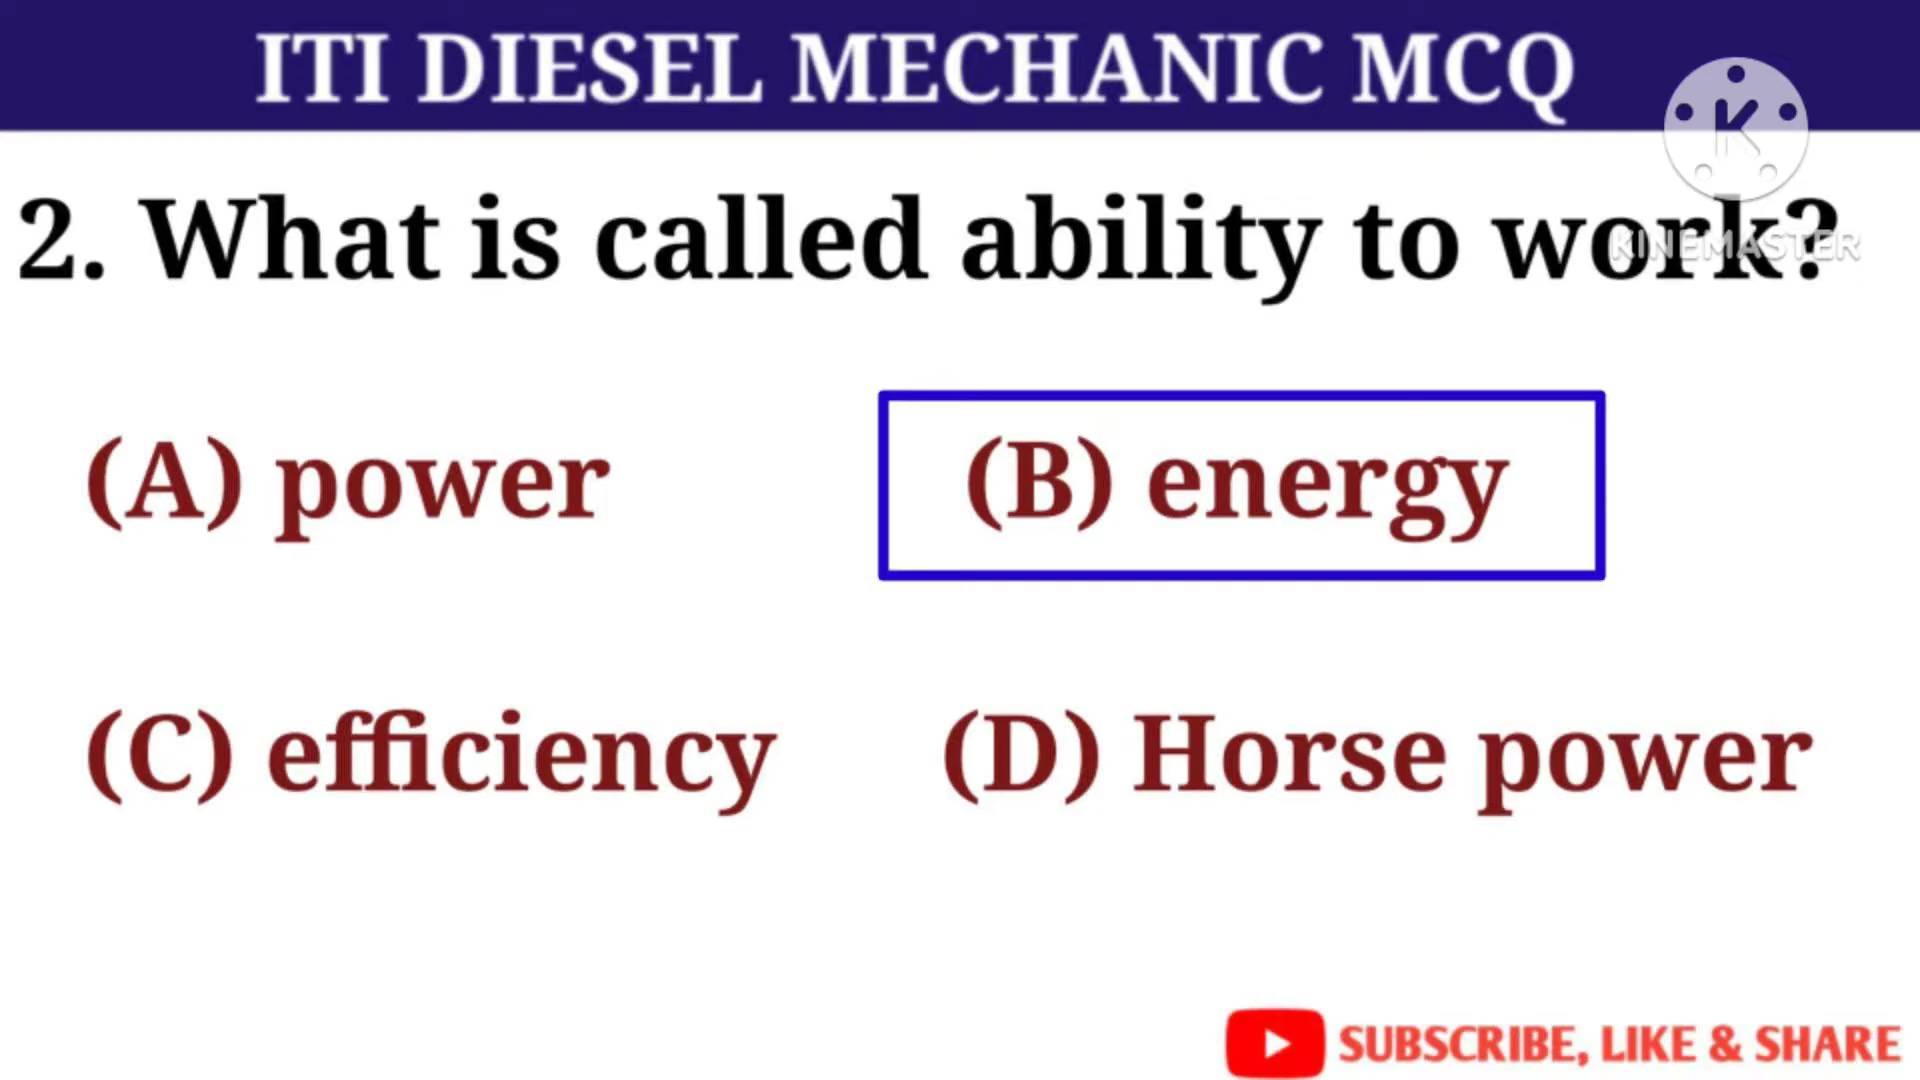 ITI DIESEL MECHANIC MCQ
K
2. What is called ability to work?
KINEMASTER
(A) power
(B) energy
(C) efficiency
(D) Horse power
SUBSCRIBE, LIKE & SHARE